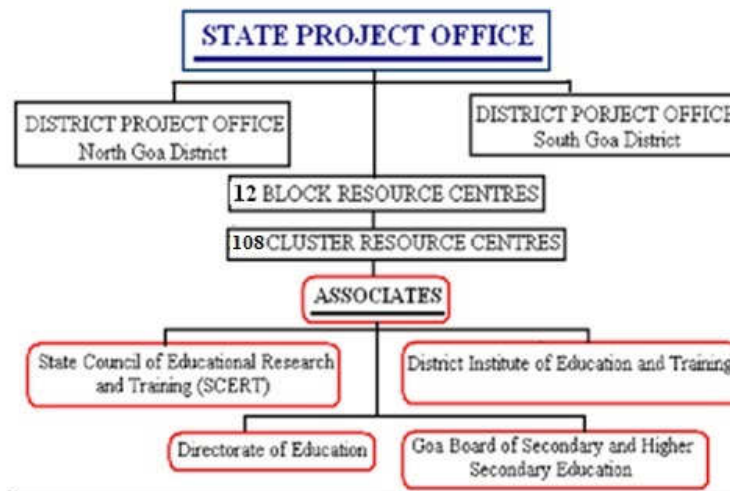 STATE PROJECT OFFICE
DISTRICT PROJECT OFFICE
North Goa District
DISTRICT PORJECT OFFICE
South Goa District
12 BLOCK RESOURCE CENTRES
108 CLUSTER RESOURCE CENTRES
ASSOCIATES
State Council of Educational Research
and Training (SCERT)
District Institute of Education and Training
Directorate of Education
Goa Board of Secondary and Higher
Secondary Education